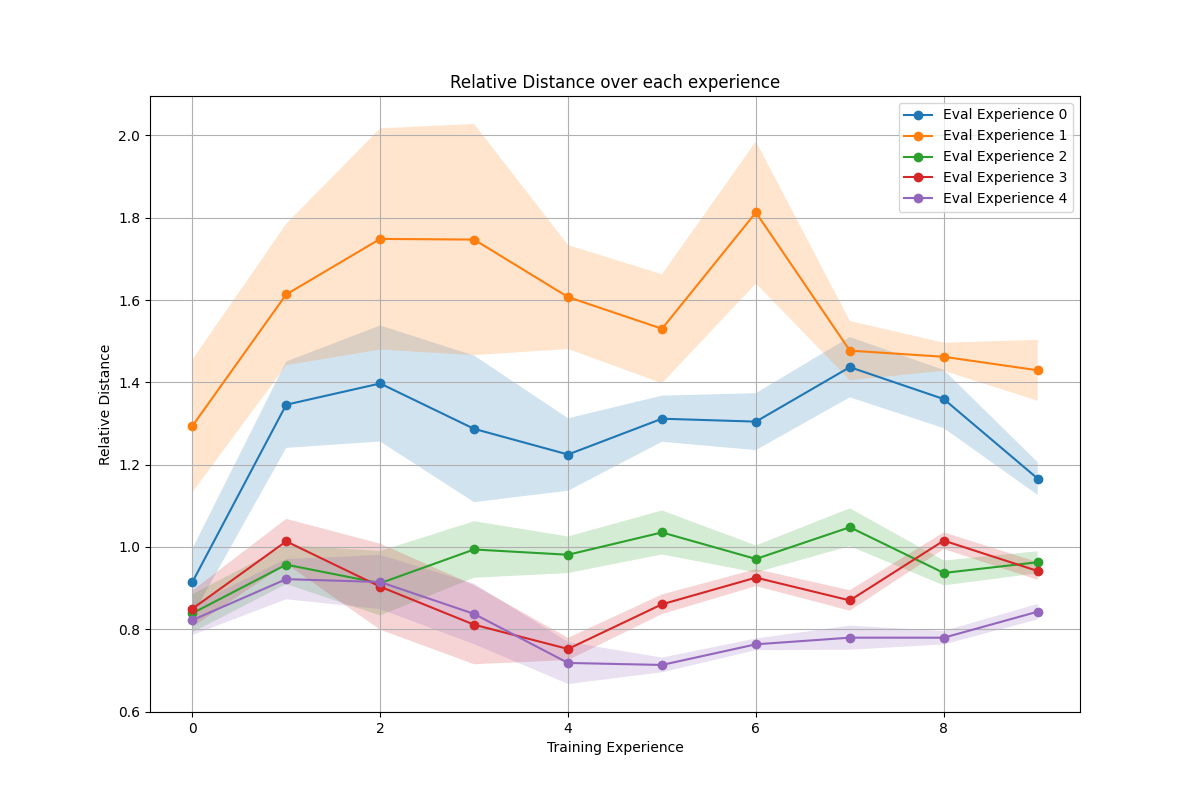 Relative Distance over each experience
Eval Experience 0
Eval Experience 1
Eval Experience 2
Eval Experience 3
Eval Experience 4
Relative Distance
2.0
1.8
1.6
1.4
1.2
1.0
0.8
0.6
0 2 4 6 8
Training Experience